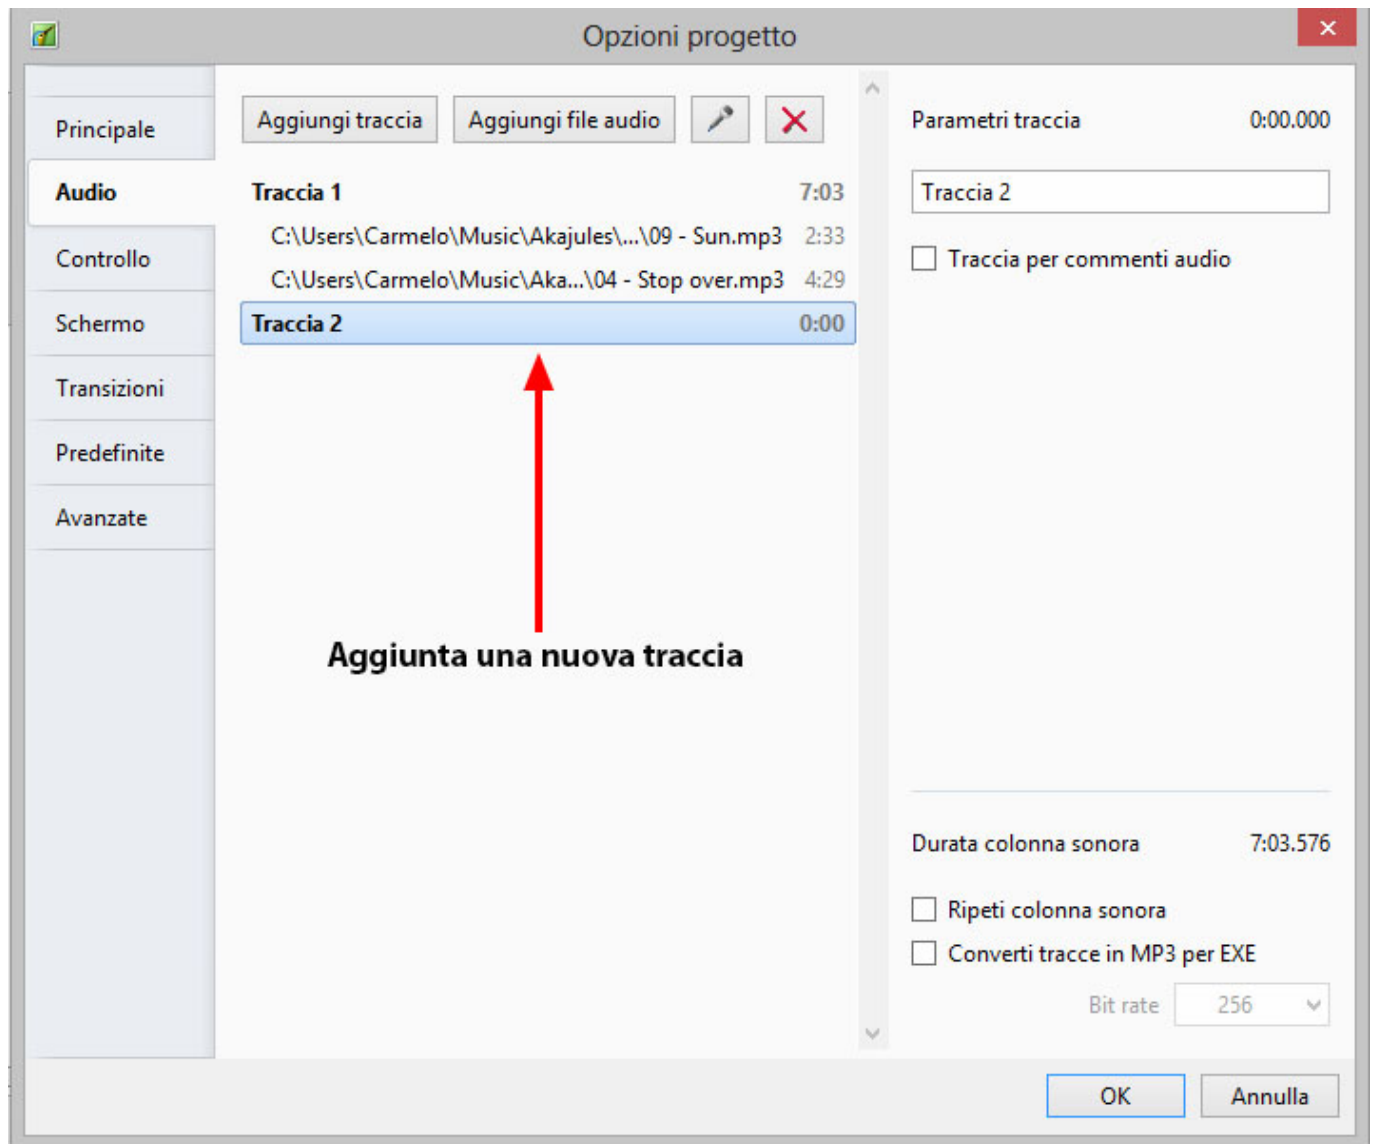 Opzioni progetto
Principale
Audio
Controllo
Schermo
Transizioni
Predefinite
Avanzate
Aggiungi traccia Aggiungi file audio
Traccia 1 7:03
C:\Users\Carmelo\Music\Akajules\...\09 - Sun.mp3 2:33
C:\Users\Carmelo\Music\Aka...\04 - Stop over.mp3 4:29
Traccia 2 0:00
Aggiunta una nuova traccia
Parametri traccia 0:00.000
Traccia 2
Traccia per commenti audio
Durata colonna sonora 7:03.576
Ripeti colonna sonora
Converti tracce in MP3 per EXE
Bit rate 256
OK Annulla